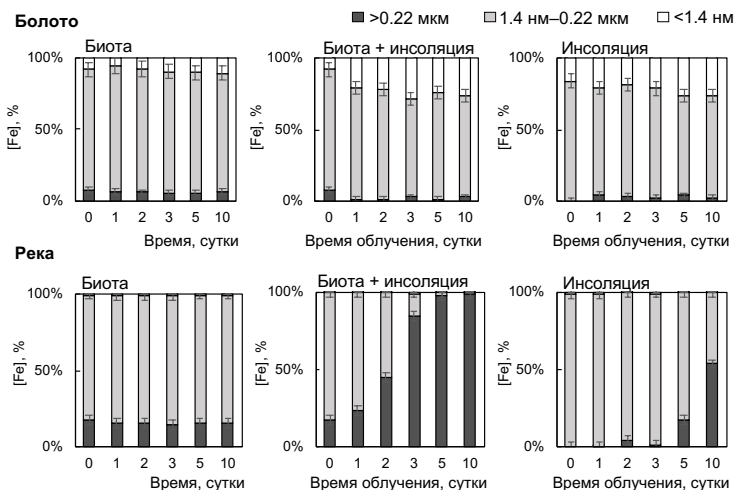 Болото
>0.22 мкм 1.4 нм–0.22 мкм <1.4 нм
Биота Биота + инсоляция Инсоляция
100% 100% 100%
[Fe], % [Fe], % [Fe], %
50% 50% 50%
0% 0% 0%
0 1 2 3 5 10 0 1 2 3 5 10 0 1 2 3 5 10
Время, сутки Время облучения, сутки Время облучения, сутки
Река
Биота Биота + инсоляция Инсоляция
100% 100% 100%
[Fe], % [Fe], % [Fe], %
50% 50% 50%
0% 0% 0%
0 1 2 3 5 10 0 1 2 3 5 10 0 1 2 3 5 10
Время, сутки Время облучения, сутки Время облучения, сутки